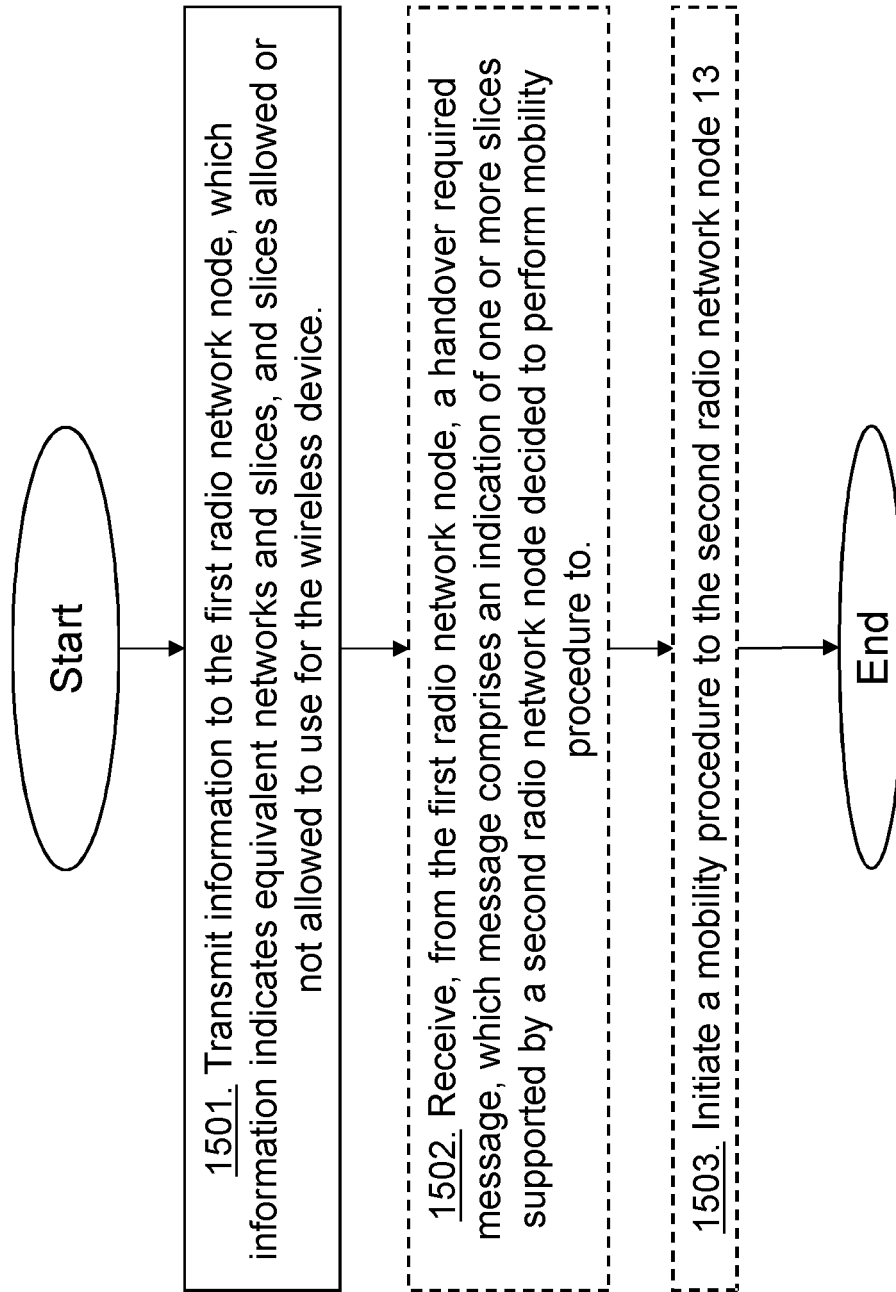 Start
1501. Transmit information to the first radio network node, which
information indicates equivalent networks and slices, and slices allowed or
not allowed to use for the wireless device.
1502. Receive, from the first radio network node, a handover required
message, which message comprises an indication of one or more slices
supported by a second radio network node decided to perform mobility
procedure to.
1503. Initiate a mobility procedure to the second radio network node 13
End